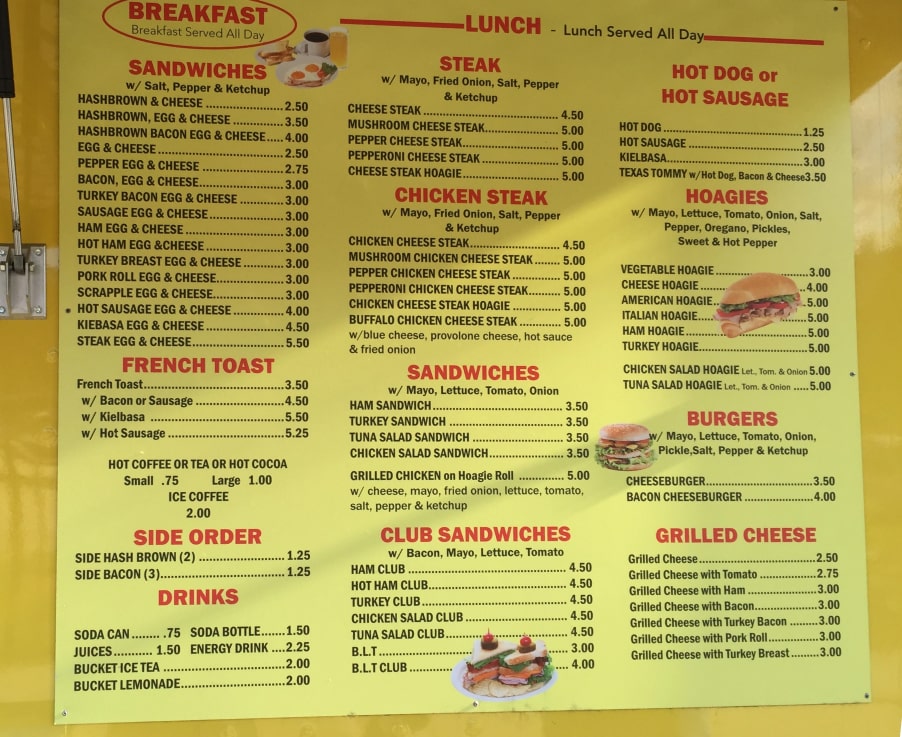 BREAKFAST
Breakfast Served All Day
LUNCH - Lunch Served All Day
SANDWICHES
w/ Salt, Pepper & Ketchup
HASHBROWN & CHEESE 2.50
HASHBROWN, EGG & CHEESE 3.50
HASHBROWN BACON EGG & CHEESE 4.00
EGG & CHEESE 2.50
PEPPER EGG & CHEESE 2.75
BACON, EGG & CHEESE 3.00
TURKEY BACON EGG & CHEESE 3.00
SAUSAGE EGG & CHEESE 3.00
HAM EGG & CHEESE 3.00
HOT HAM EGG &CHEESE 3.00
TURKEY BREAST EGG & CHEESE 3.00
PORK ROLL EGG & CHEESE 3.00
SCRAPPLE EGG & CHEESE 3.00
HOT SAUSAGE EGG & CHEESE 4.00
KIEBASA EGG & CHEESE 4.50
STEAK EGG & CHEESE 5.50
FRENCH TOAST
French Toast 3.50
w/ Bacon or Sausage 4.50
w/ Kielbasa 5.50
w/ Hot Sausage 5.25
HOT COFFEE OR TEA OR HOT COCOA
Small .75 Large 1.00
ICE COFFEE
2.00
SIDE ORDER
SIDE HASH BROWN (2) 1.25
SIDE BACON (3) 1.25
DRINKS
SODA CAN .75 SODA BOTTLE 1.50
JUICES 1.50 ENERGY DRINK 2.25
BUCKET ICE TEA 2.00
BUCKET LEMONADE 2.00
STEAK
w/ Mayo, Fried Onion, Salt, Pepper
& Ketchup
CHEESE STEAK 4.50
MUSHROOM CHEESE STEAK 5.00
PEPPER CHEESE STEAK 5.00
PEPPERONI CHEESE STEAK 5.00
CHEESE STEAK HOAGIE 5.00
CHICKEN STEAK
w/ Mayo, Fried Onion, Salt, Pepper
& Ketchup
CHICKEN CHEESE STEAK 4.50
MUSHROOM CHICKEN CHEESE STEAK 5.00
PEPPER CHICKEN CHEESE STEAK 5.00
PEPPERONI CHICKEN CHEESE STEAK 5.00
CHICKEN CHEESE STEAK HOAGIE 5.00
BUFFALO CHICKEN CHEESE STEAK 5.00
w/blue cheese, provolone cheese, hot sauce
& fried onion
SANDWICHES
w/ Mayo, Lettuce, Tomato, Onion
HAM SANDWICH 3.50
TURKEY SANDWICH 3.50
TUNA SALAD SANDWICH 3.50
CHICKEN SALAD SANDWICH 3.50
GRILLED CHICKEN on Hoagie Roll 5.00
w/ cheese, mayo, fried onion, lettuce, tomato,
salt, pepper & ketchup
CLUB SANDWICHES
w/ Bacon, Mayo, Lettuce, Tomato
HAM CLUB 4.50
HOT HAM CLUB 4.50
TURKEY CLUB 4.50
CHICKEN SALAD CLUB 4.50
TUNA SALAD CLUB 4.50
B.L.T 3.00
B.L.T CLUB 4.00
HOT DOG or
HOT SAUSAGE
HOT DOG 1.25
HOT SAUSAGE 2.50
KIELBASA 3.00
TEXAS TOMMY w/Hot Dog, Bacon & Cheese 3.50
HOAGIES
w/ Mayo, Lettuce, Tomato, Onion, Salt,
Pepper, Oregano, Pickles,
Sweet & Hot Pepper
VEGETABLE HOAGIE 3.00
CHEESE HOAGIE 4.00
AMERICAN HOAGIE 5.00
ITALIAN HOAGIE 5.00
HAM HOAGIE 5.00
TURKEY HOAGIE 5.00
CHICKEN SALAD HOAGIE Let., Tom. & Onion 5.00
TUNA SALAD HOAGIE Let., Tom. & Onion 5.00
BURGERS
w/ Mayo, Lettuce, Tomato, Onion,
Pickle,Salt, Pepper & Ketchup
CHEESEBURGER 3.50
BACON CHEESEBURGER 4.00
GRILLED CHEESE
Grilled Cheese 2.50
Grilled Cheese with Tomato 2.75
Grilled Cheese with Ham 3.00
Grilled Cheese with Bacon 3.00
Grilled Cheese with Turkey Bacon 3.00
Grilled Cheese with Pork Roll 3.00
Grilled Cheese with Turkey Breast 3.00